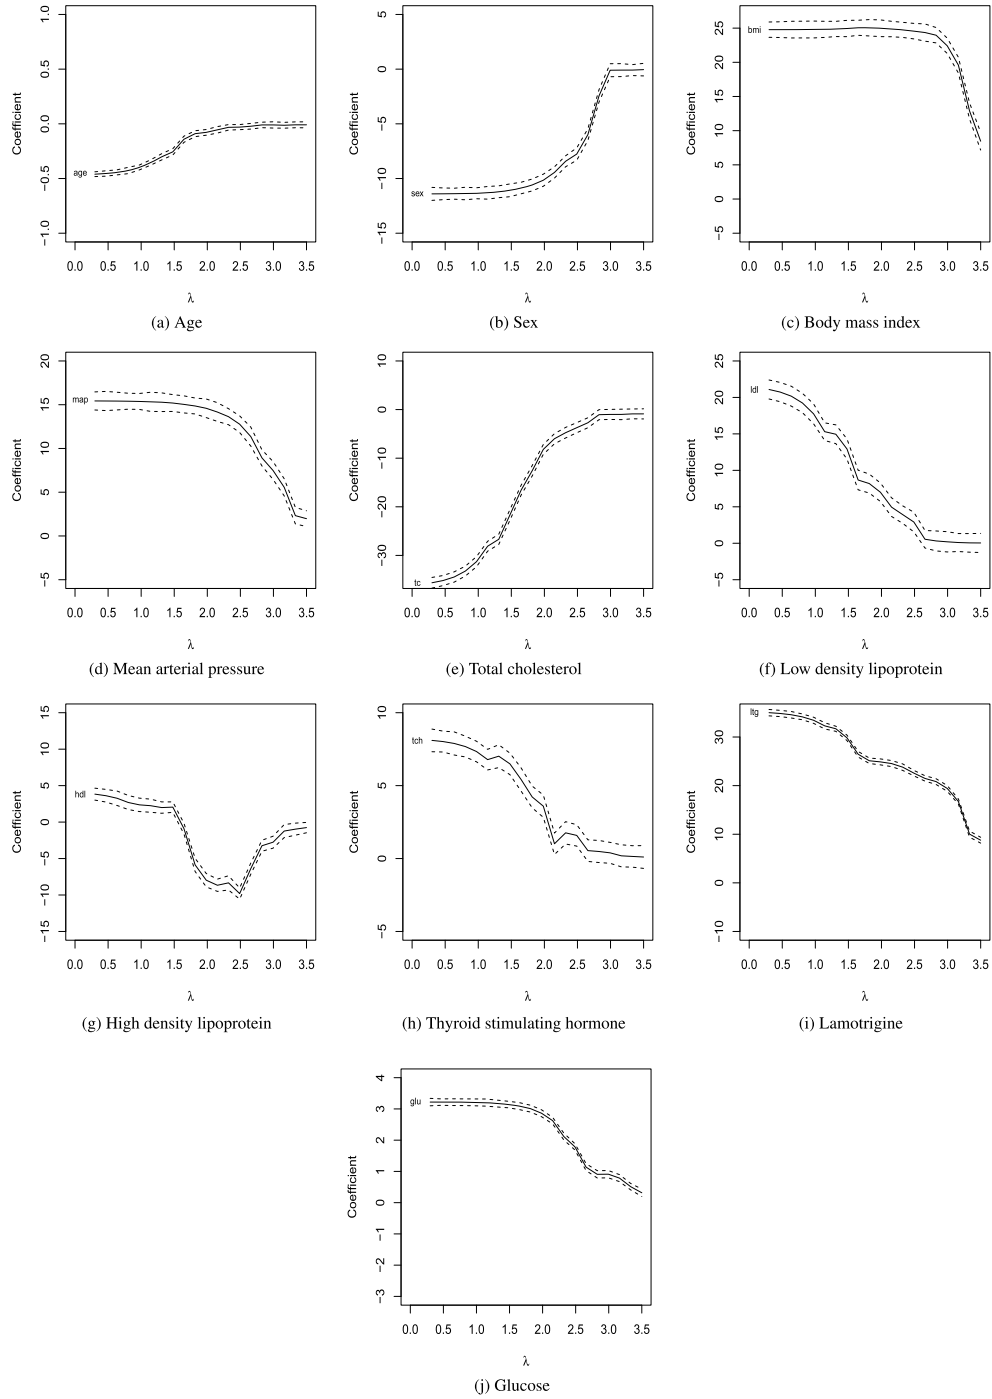 1.0
0.5
0.0
−0.5
−1.0
Coefficient
age
0.0 0.5 1.0 1.5 2.0 2.5 3.0 3.5
λ
(a) Age
5
0
−5
−10
−15
Coefficient
sex
0.0 0.5 1.0 1.5 2.0 2.5 3.0 3.5
λ
(b) Sex
25
20
15
10
5
0
−5
Coefficient
bmi
0.0 0.5 1.0 1.5 2.0 2.5 3.0 3.5
λ
(c) Body mass index
20
15
10
5
0
−5
Coefficient
map
0.0 0.5 1.0 1.5 2.0 2.5 3.0 3.5
λ
(d) Mean arterial pressure
10
0
−10
−20
−30
Coefficient
tc
0.0 0.5 1.0 1.5 2.0 2.5 3.0 3.5
λ
(e) Total cholesterol
25
20
15
10
5
0
−5
Coefficient
ldl
0.0 0.5 1.0 1.5 2.0 2.5 3.0 3.5
λ
(f) Low density lipoprotein
15
10
5
0
−5
−10
−15
Coefficient
hdl
0.0 0.5 1.0 1.5 2.0 2.5 3.0 3.5
λ
(g) High density lipoprotein
10
5
0
−5
Coefficient
tch
0.0 0.5 1.0 1.5 2.0 2.5 3.0 3.5
λ
(h) Thyroid stimulating hormone
30
20
10
0
−10
Coefficient
ltg
0.0 0.5 1.0 1.5 2.0 2.5 3.0 3.5
λ
(i) Lamotrigine
4
3
2
1
0
−1
−2
−3
Coefficient
glu
0.0 0.5 1.0 1.5 2.0 2.5 3.0 3.5
λ
(j) Glucose